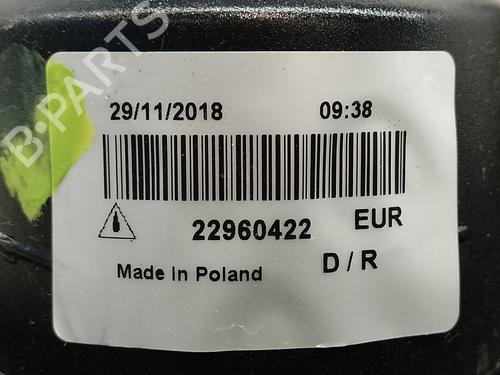 B-PARTS
29/11/2018 09:38
22960422 EUR
Made In Poland D / R